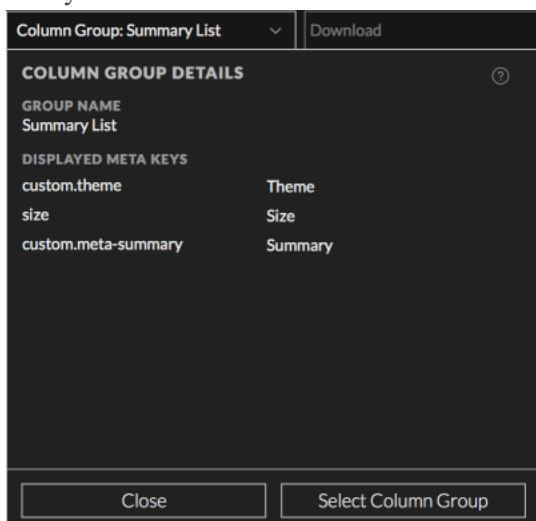 Column Group: Summary List Download
COLUMN GROUP DETAILS ?
GROUP NAME
Summary List
DISPLAYED META KEYS
custom.theme Theme
size Size
custom.meta-summary Summary
Close Select Column Group